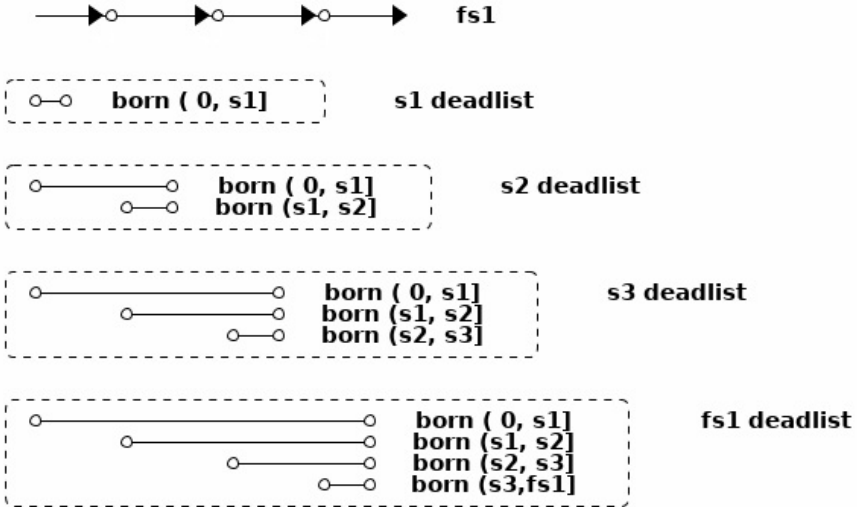 fs1
born ( 0, s1] s1 deadlist
born ( 0, s1] s2 deadlist
born (s1, s2]
born ( 0, s1] s3 deadlist
born (s1, s2]
born (s2, s3]
born ( 0, s1] fs1 deadlist
born (s1, s2]
born (s2, s3]
born (s3,fs1]